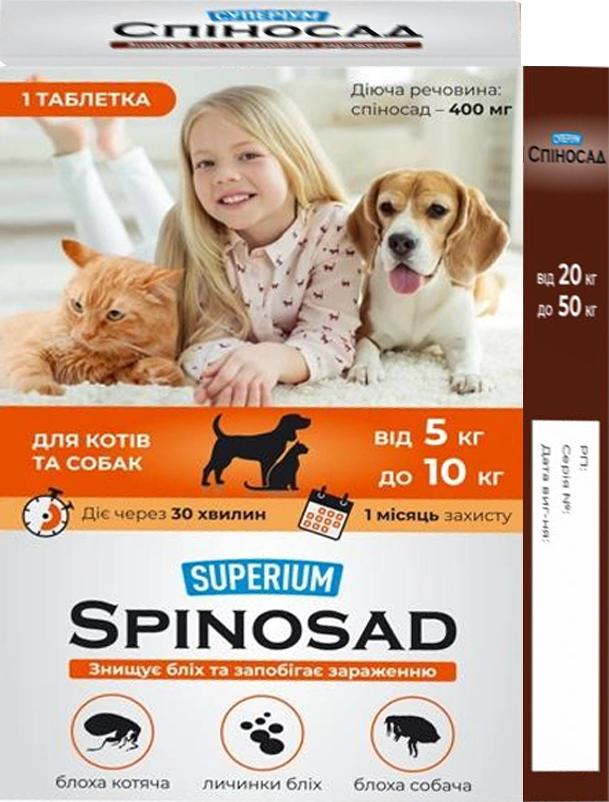 СУПЕРІУМ
СПІНОСАД
Знищує бліх та запобігає зараженню
1 ТАБЛЕТКА
Діюча речовина:
спіносад – 400 мг
ДЛЯ КОТІВ
ТА СОБАК
від 5 кг
до 10 кг
Діє через 30 хвилин
1 місяць захисту
SUPERIUM
SPINOSAD
Знищує бліх та запобігає зараженню
блоха котяча
личинки бліх
блоха собача
СУПЕРІУМ
СПІНОСАД
від 20 кг
до 50 кг
РП:
Серія №:
Дата виг-ня: